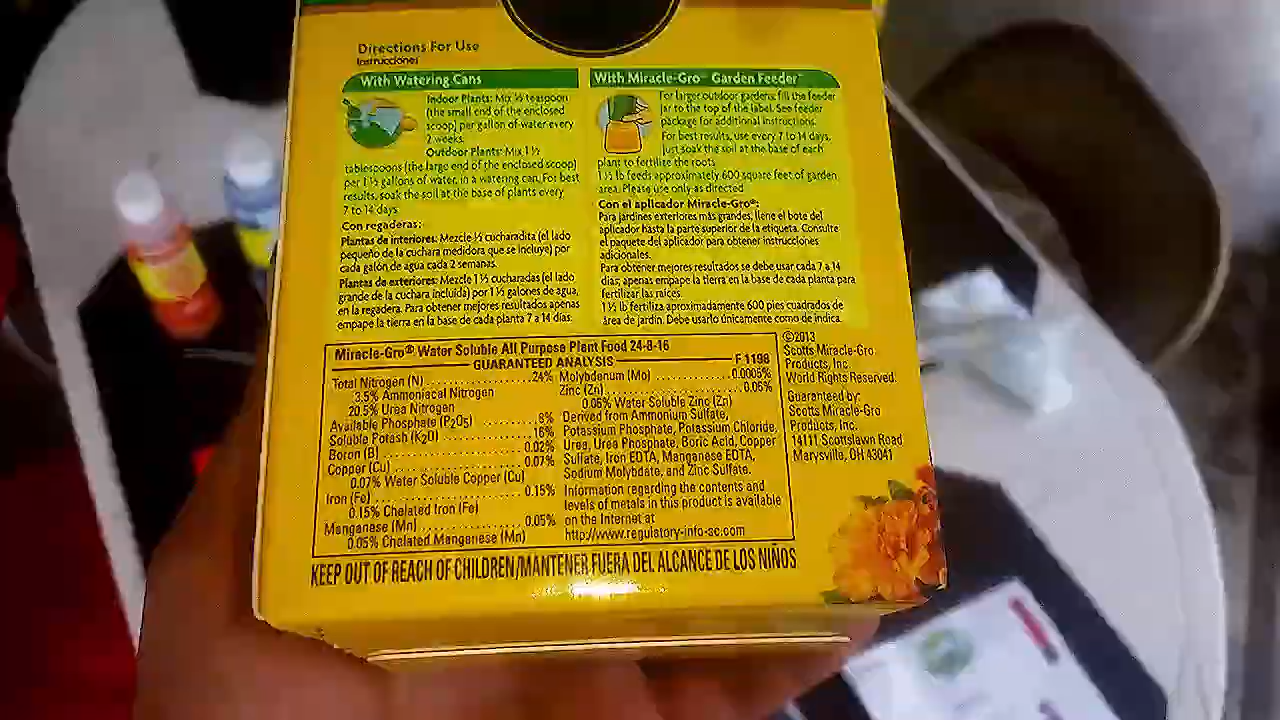 Directions For Use
Instrucciones
With Watering Cans
Indoor Plants: Mix ½ teaspoon
(the small end of the enclosed
scoop) per gallon of water every
2 weeks.
Outdoor Plants: Mix 1 ½
tablespoons (the large end of the enclosed scoop)
per 1 ½ gallons of water, in a watering can. For best
results, soak the soil at the base of plants every
7 to 14 days.
Con regaderas:
Plantas de interiores: Mezcle ½ cucharadita (el lado
pequeño de la cuchara medidora que se incluye) por
cada galón de agua cada 2 semanas.
Plantas de exteriores: Mezcle 1 ½ cucharadas (el lado
grande de la cuchara incluida) por 1 ½ galones de agua,
en la regadera. Para obtener mejores resultados apenas
empape la tierra en la base de cada planta 7 a 14 días.
With Miracle-Gro™ Garden Feeder™
For larger outdoor gardens, fill the feeder
jar to the top of the label. See feeder
package for additional instructions.
For best results, use every 7 to 14 days,
just soak the soil at the base of each
plant to fertilize the roots.
1 ½ lb feeds approximately 600 square feet of garden
area. Please use only as directed
Con el aplicador Miracle-Gro®:
Para jardines exteriores más grandes, llene el bote del
aplicador hasta la parte superior de la etiqueta. Consulte
el paquete del aplicador para obtener instrucciones
adicionales.
Para obtener mejores resultados se debe usar cada 7 a 14
días; apenas empape la tierra en la base de cada planta para
fertilizar las raíces.
1 ½ lb fertiliza aproximadamente 600 pies cuadrados de
área de jardín. Debe usarlo únicamente como de indica.
Miracle-Gro® Water Soluble All Purpose Plant Food 24-8-16
GUARANTEED ANALYSIS F 1198
Total Nitrogen (N) 24%
3.5% Ammoniacal Nitrogen
20.5% Urea Nitrogen
Available Phosphate (P2O5) 8%
Soluble Potash (K2O) 16%
Boron (B) 0.02%
Copper (Cu) 0.07%
0.07% Water Soluble Copper (Cu)
Iron (Fe) 0.15%
0.15% Chelated Iron (Fe)
Manganese (Mn) 0.05%
0.05% Chelated Manganese (Mn)
Molybdenum (Mo) 0.0005%
Zinc (Zn) 0.06%
0.06% Water Soluble Zinc (Zn)
Derived from Ammonium Sulfate,
Potassium Phosphate, Potassium Chloride,
Urea, Urea Phosphate, Boric Acid, Copper
Sulfate, Iron EDTA, Manganese EDTA,
Sodium Molybdate, and Zinc Sulfate.
Information regarding the contents and
levels of metals in this product is available
on the Internet at
http://www.regulatory-info-sc.com
©2013
Scotts Miracle-Gro
Products, Inc.
World Rights Reserved.
Guaranteed by:
Scotts Miracle-Gro
Products, Inc.
14111 Scottslawn Road
Marysville, OH 43041
KEEP OUT OF REACH OF CHILDREN/MANTENER FUERA DEL ALCANCE DE LOS NIÑOS